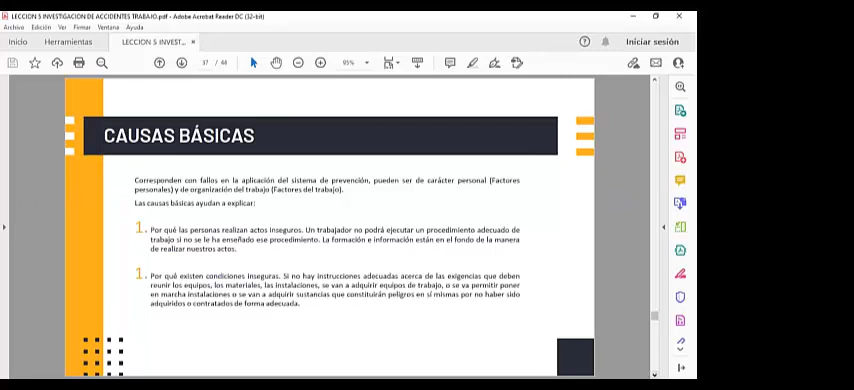 LECCION 5 INVESTIGACION DE ACCIDENTES TRABAJO.pdf - Adobe Acrobat Reader DC (32-bit)
Archivo Edición Ver Firmar Ventana Ayuda
Inicio Herramientas LECCION 5 INVEST... × Iniciar sesión
37 / 44 95%
CAUSAS BÁSICAS
Corresponden con fallos en la aplicación del sistema de prevención, pueden ser de carácter personal (Factores
personales) y de organización del trabajo (Factores del trabajo).
Las causas básicas ayudan a explicar:
1. Por qué las personas realizan actos inseguros. Un trabajador no podrá ejecutar un procedimiento adecuado de
trabajo si no se le ha enseñado ese procedimiento. La formación e información están en el fondo de la manera
de realizar nuestros actos.
1. Por qué existen condiciones inseguras. Si no hay instrucciones adecuadas acerca de las exigencias que deben
reunir los equipos, los materiales, las instalaciones, se van a adquirir equipos de trabajo, o se va permitir poner
en marcha instalaciones o se van a adquirir sustancias que constituirán peligros en sí mismas por no haber sido
adquiridos o contratados de forma adecuada.